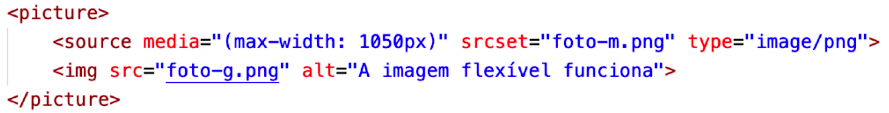 <picture>
<source media="(max-width: 1050px)" srcset="foto-m.png" type="image/png">
<img src="foto-g.png" alt="A imagem flexível funciona">
</picture>